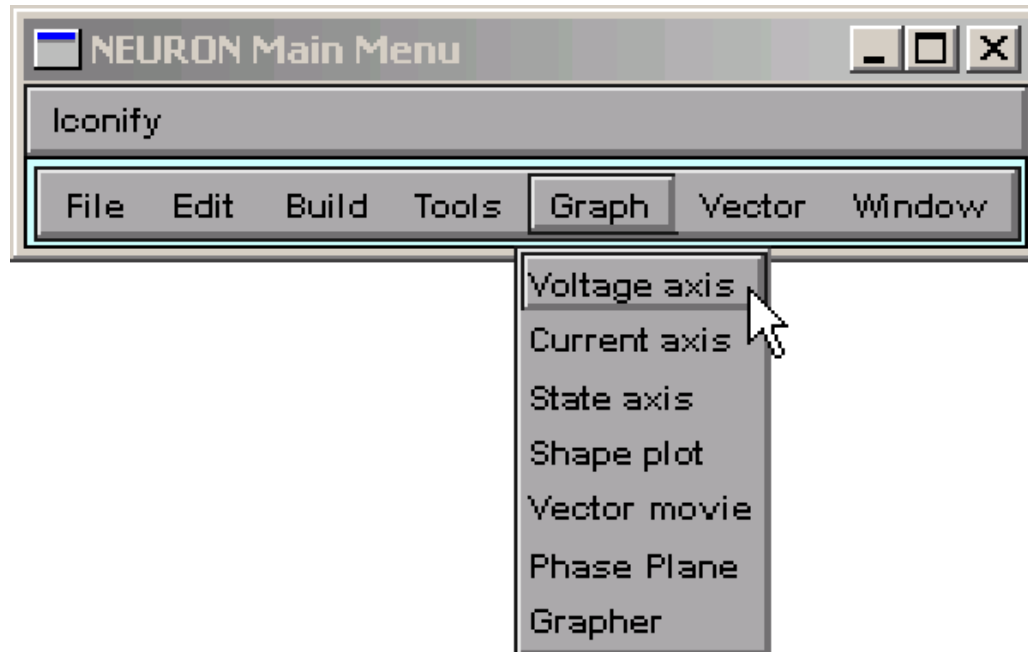 NEURON Main Menu
Iconify
File Edit Build Tools Graph Vector Window
Voltage axis
Current axis
State axis
Shape plot
Vector movie
Phase Plane
Grapher